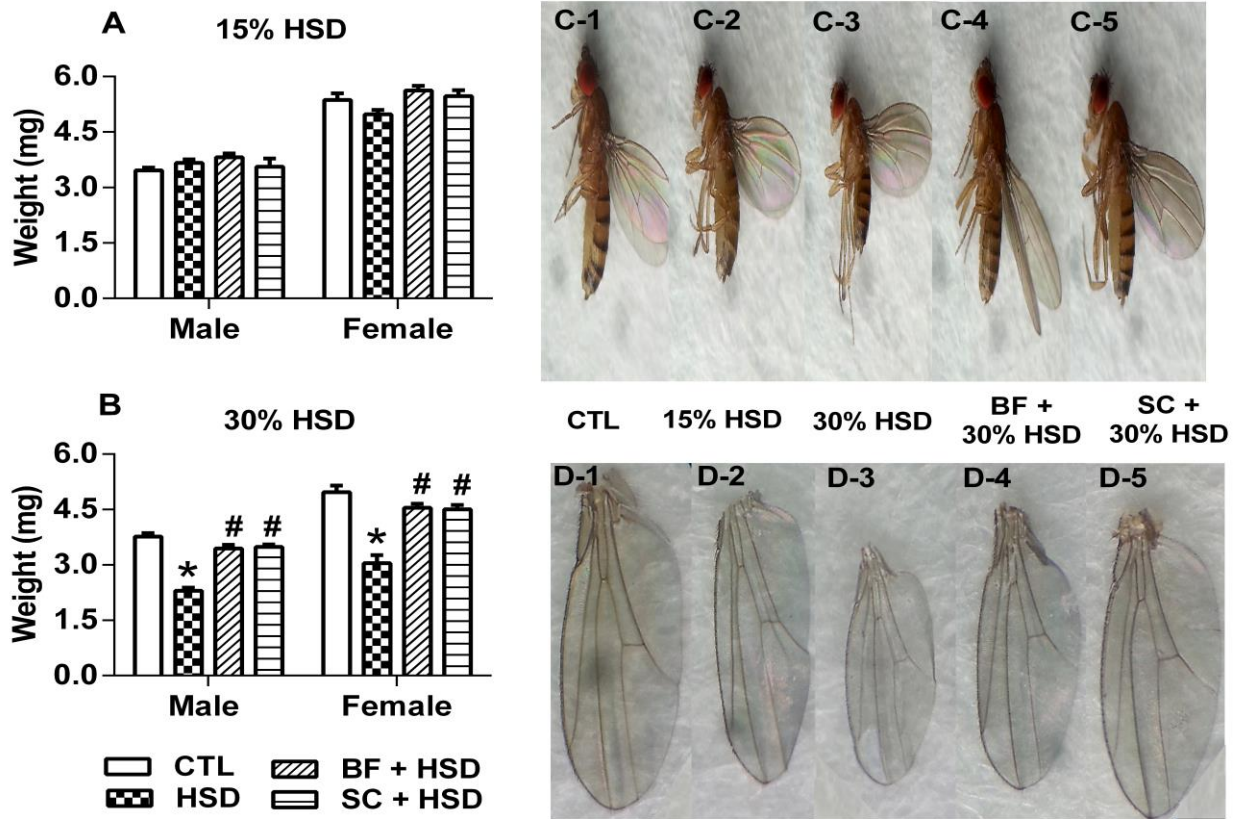 A
15% HSD
6.0
4.5
3.0
1.5
0.0
Weight (mg)
Male Female
B
30% HSD
6.0
4.5
3.0
1.5
0.0
Weight (mg)
* # #
* # #
Male Female
CTL BF + HSD
HSD SC + HSD
C-1 C-2 C-3 C-4 C-5
CTL 15% HSD 30% HSD BF + SC +
30% HSD 30% HSD
D-1 D-2 D-3 D-4 D-5